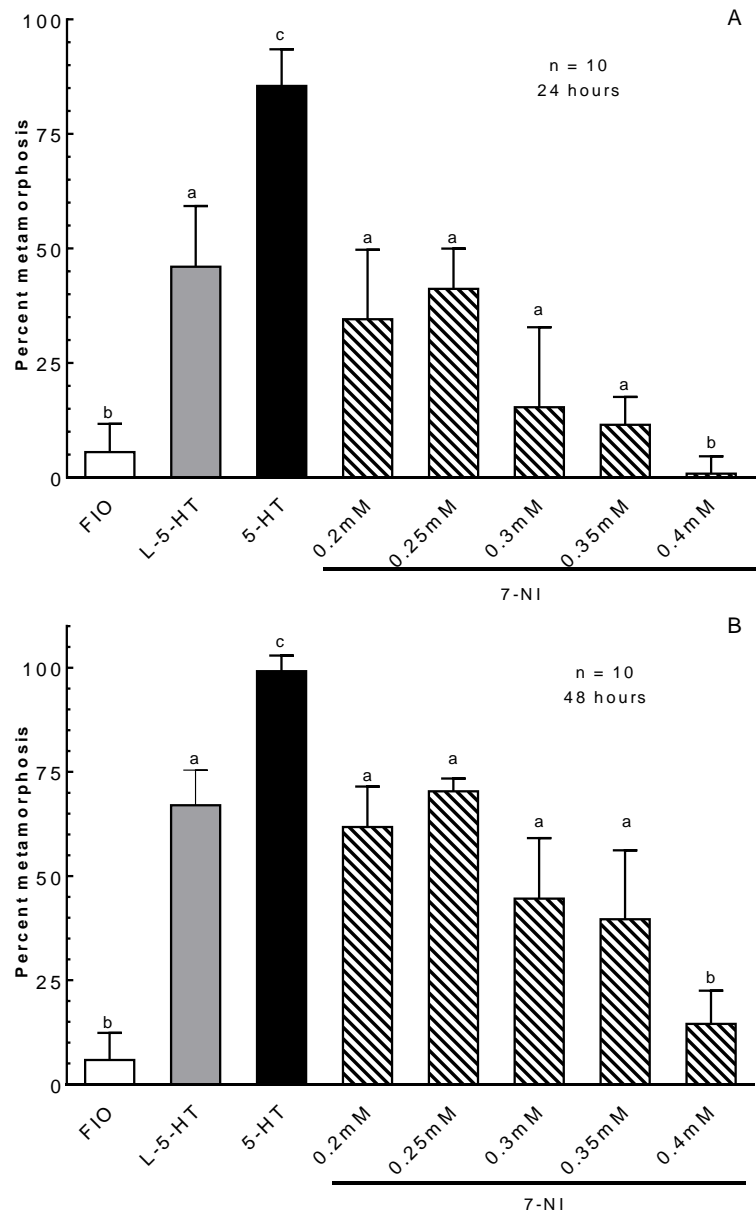 A
100
75
50
25
0
Percent metamorphosis
n = 10
24 hours
b
a
c
a
a
a
a
b
FIO
L-5-HT
5-HT
0.2mM
0.25mM
0.3mM
0.35mM
0.4mM
7-NI
B
100
75
50
25
0
Percent metamorphosis
n = 10
48 hours
b
a
c
a
a
a
a
b
FIO
L-5-HT
5-HT
0.2mM
0.25mM
0.3mM
0.35mM
0.4mM
7-NI